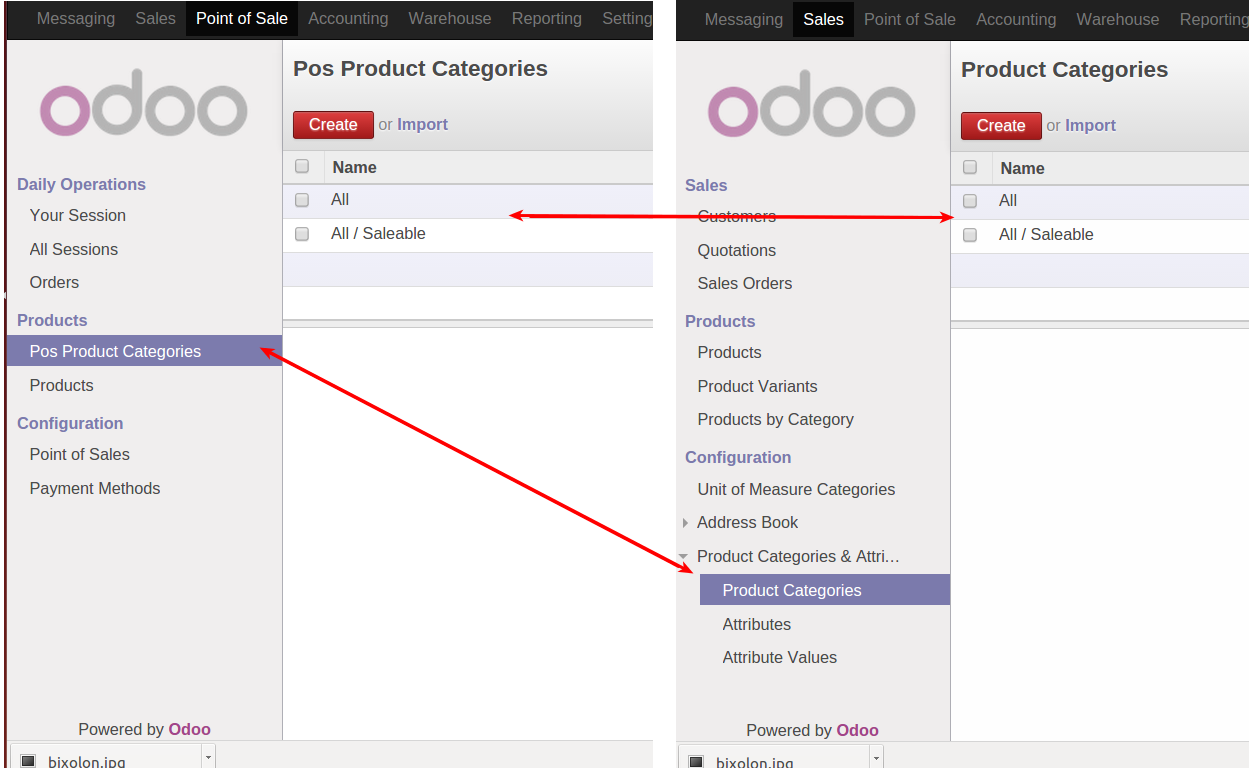 Messaging Sales Point of Sale Accounting Warehouse Reporting Setting
odoo
Pos Product Categories
Create or Import
Name
All
All / Saleable
Daily Operations
Your Session
All Sessions
Orders
Products
Pos Product Categories
Products
Configuration
Point of Sales
Payment Methods
Powered by Odoo
bixolon.jpg
Messaging Sales Point of Sale Accounting Warehouse Reporting
odoo
Product Categories
Create or Import
Name
All
All / Saleable
Sales
Customers
Quotations
Sales Orders
Products
Products
Product Variants
Products by Category
Configuration
Unit of Measure Categories
Address Book
Product Categories & Attri...
Product Categories
Attributes
Attribute Values
Powered by Odoo
bixolon.jpg